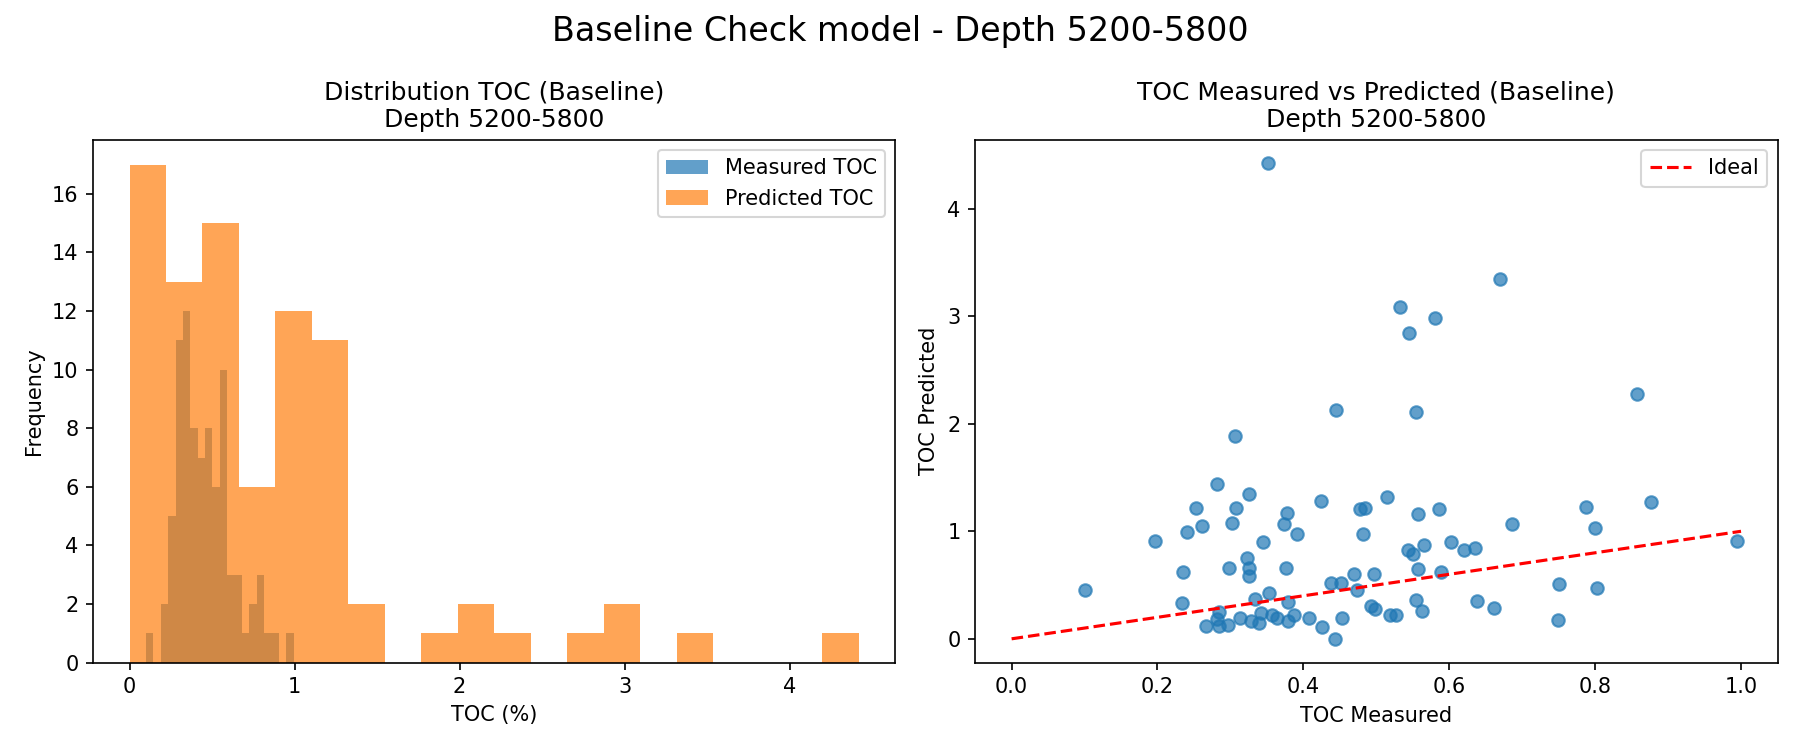 Baseline Check model - Depth 5200-5800
Distribution TOC (Baseline)
Depth 5200-5800
Measured TOC
Predicted TOC
Frequency
16
14
12
10
8
6
4
2
0
0
1
2
3
4
TOC (%)
TOC Measured vs Predicted (Baseline)
Depth 5200-5800
Ideal
TOC Predicted
4
3
2
1
0
0.0
0.2
0.4
0.6
0.8
1.0
TOC Measured